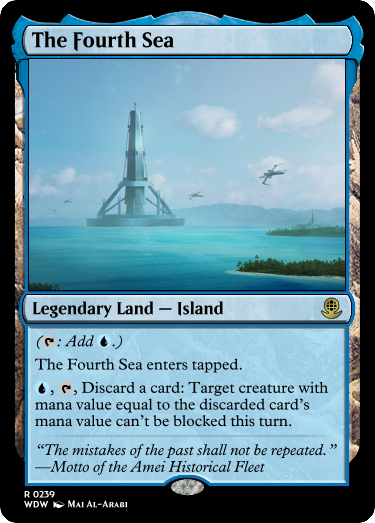 The Fourth Sea
Legendary Land — Island
(T: Add U.)
The Fourth Sea enters tapped.
U, T, Discard a card: Target creature with
mana value equal to the discarded card's
mana value can't be blocked this turn.
"The mistakes of the past shall not be repeated."
—Motto of the Amei Historical Fleet
R 0239
WDW Mai Al-Arabi